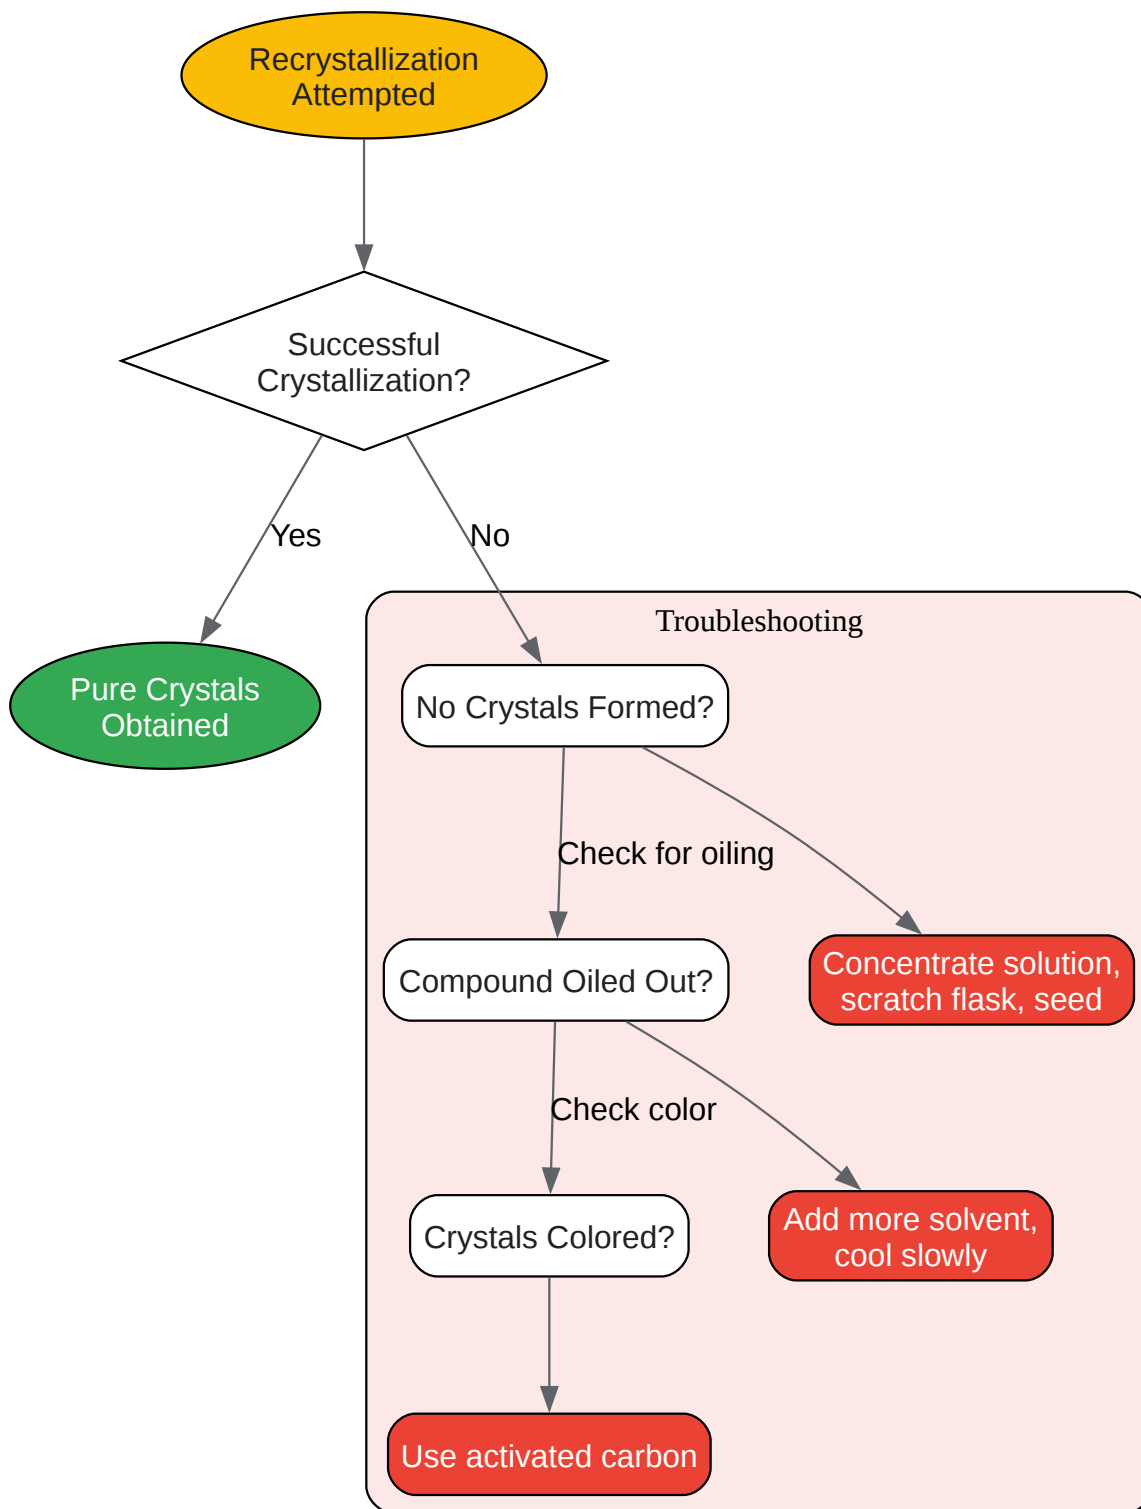 Recrystallization
Attempted
Successful
Crystallization?
Yes
No
Troubleshooting
Pure Crystals
Obtained
No Crystals Formed?
Check for oiling
Compound Oiled Out?
Concentrate solution,
scratch flask, seed
Check color
Crystals Colored?
Add more solvent,
cool slowly
Use activated carbon